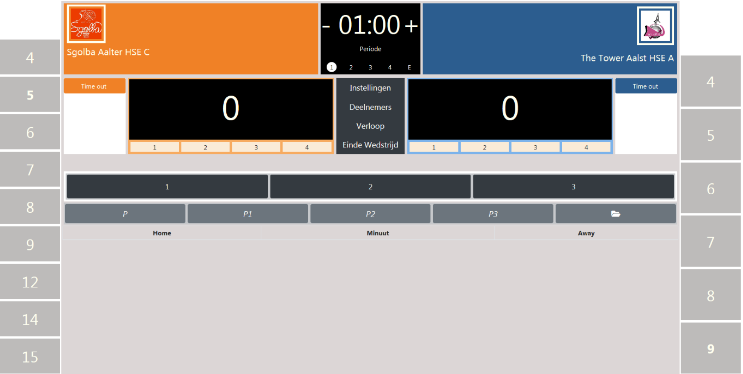 Sgolba
Sgolba Aalter HSE C
- 01:00 +
Periode
1 2 3 4 E
The Tower Aalst HSE A
4
5
6
7
8
9
12
14
15
Time out
0
1 2 3 4
Instellingen
Deelnemers
Verloop
Einde Wedstrijd
0
1 2 3 4
Time out
1 2 3
P P1 P2 P3
Home Minuut Away
4
5
6
7
8
9